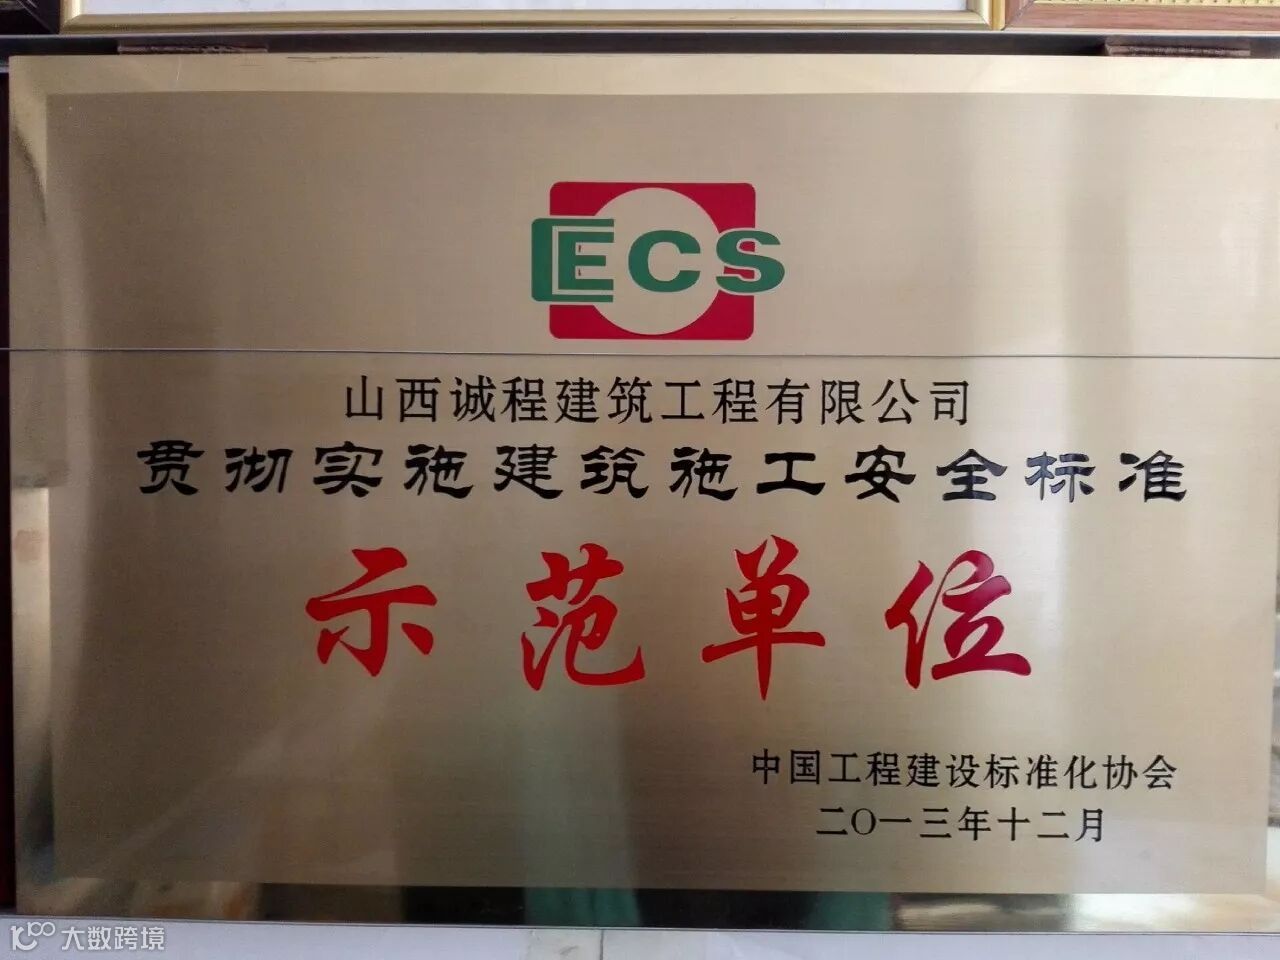 CECS
山西诚程建筑工程有限公司
贯彻实施建筑施工安全标准
示范单位
中国工程建设标准化协会
二〇一三年十二月
大数跨境